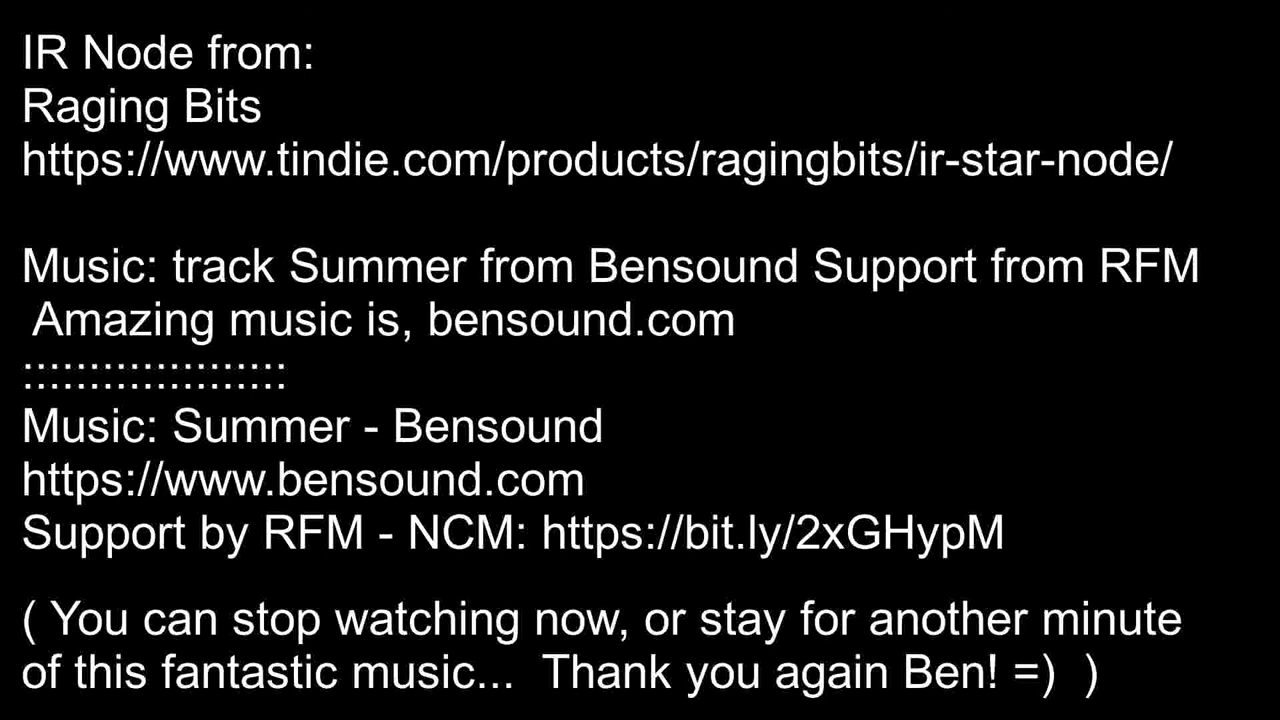 IR Node from:
Raging Bits
https://www.tindie.com/products/ragingbits/ir-star-node/
Music: track Summer from Bensound Support from RFM
Amazing music is, bensound.com
::::::::::::::::::::
Music: Summer - Bensound
https://www.bensound.com
Support by RFM - NCM: https://bit.ly/2xGHypM
( You can stop watching now, or stay for another minute
of this fantastic music...  Thank you again Ben! =)  )